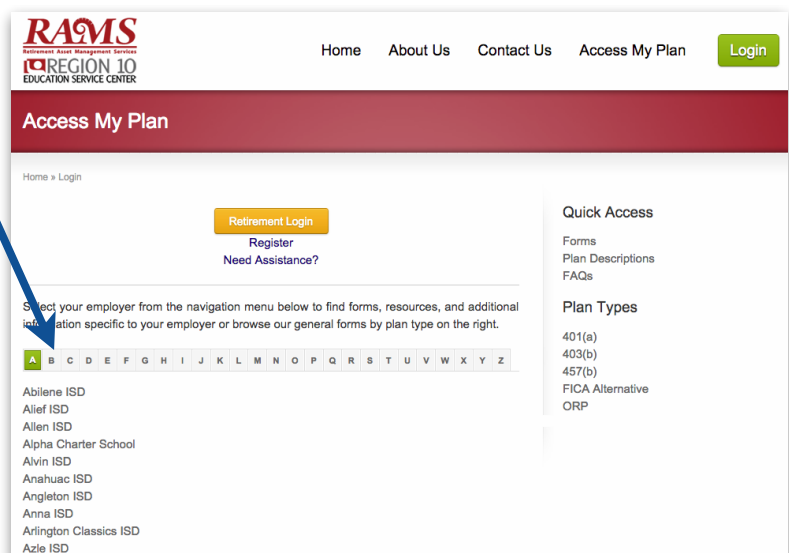 RAMS
Retirement Asset Management Services
REGION 10
EDUCATION SERVICE CENTER
Home About Us Contact Us Access My Plan Login
Access My Plan
Home » Login
Retirement Login
Register
Need Assistance?
Select your employer from the navigation menu below to find forms, resources, and additional
information specific to your employer or browse our general forms by plan type on the right.
A B C D E F G H I J K L M N O P Q R S T U V W X Y Z
Abilene ISD
Alief ISD
Allen ISD
Alpha Charter School
Alvin ISD
Anahuac ISD
Angleton ISD
Anna ISD
Arlington Classics ISD
Azle ISD
Quick Access
Forms
Plan Descriptions
FAQs
Plan Types
401(a)
403(b)
457(b)
FICA Alternative
ORP